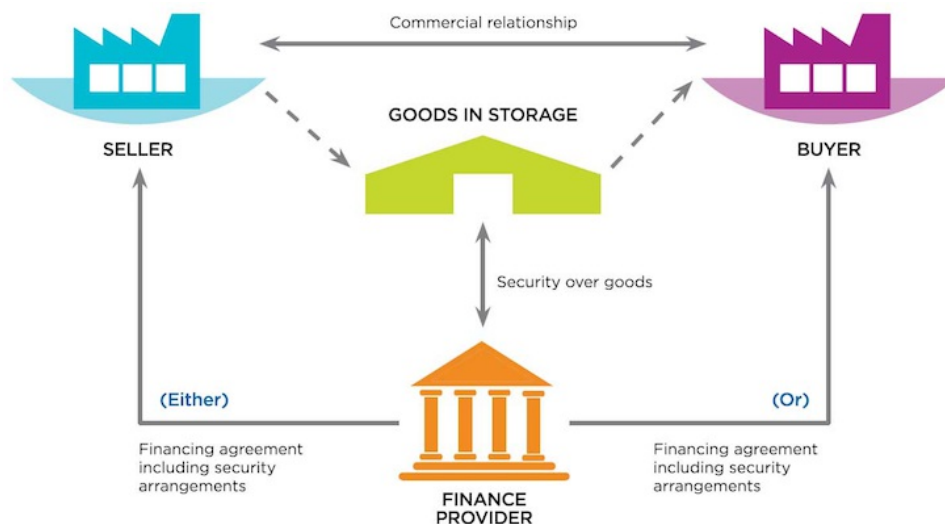 Commercial relationship
GOODS IN STORAGE
SELLER
BUYER
Security over goods
(Either)
(Or)
Financing agreement
including security
arrangements
Financing agreement
including security
arrangements
FINANCE
PROVIDER